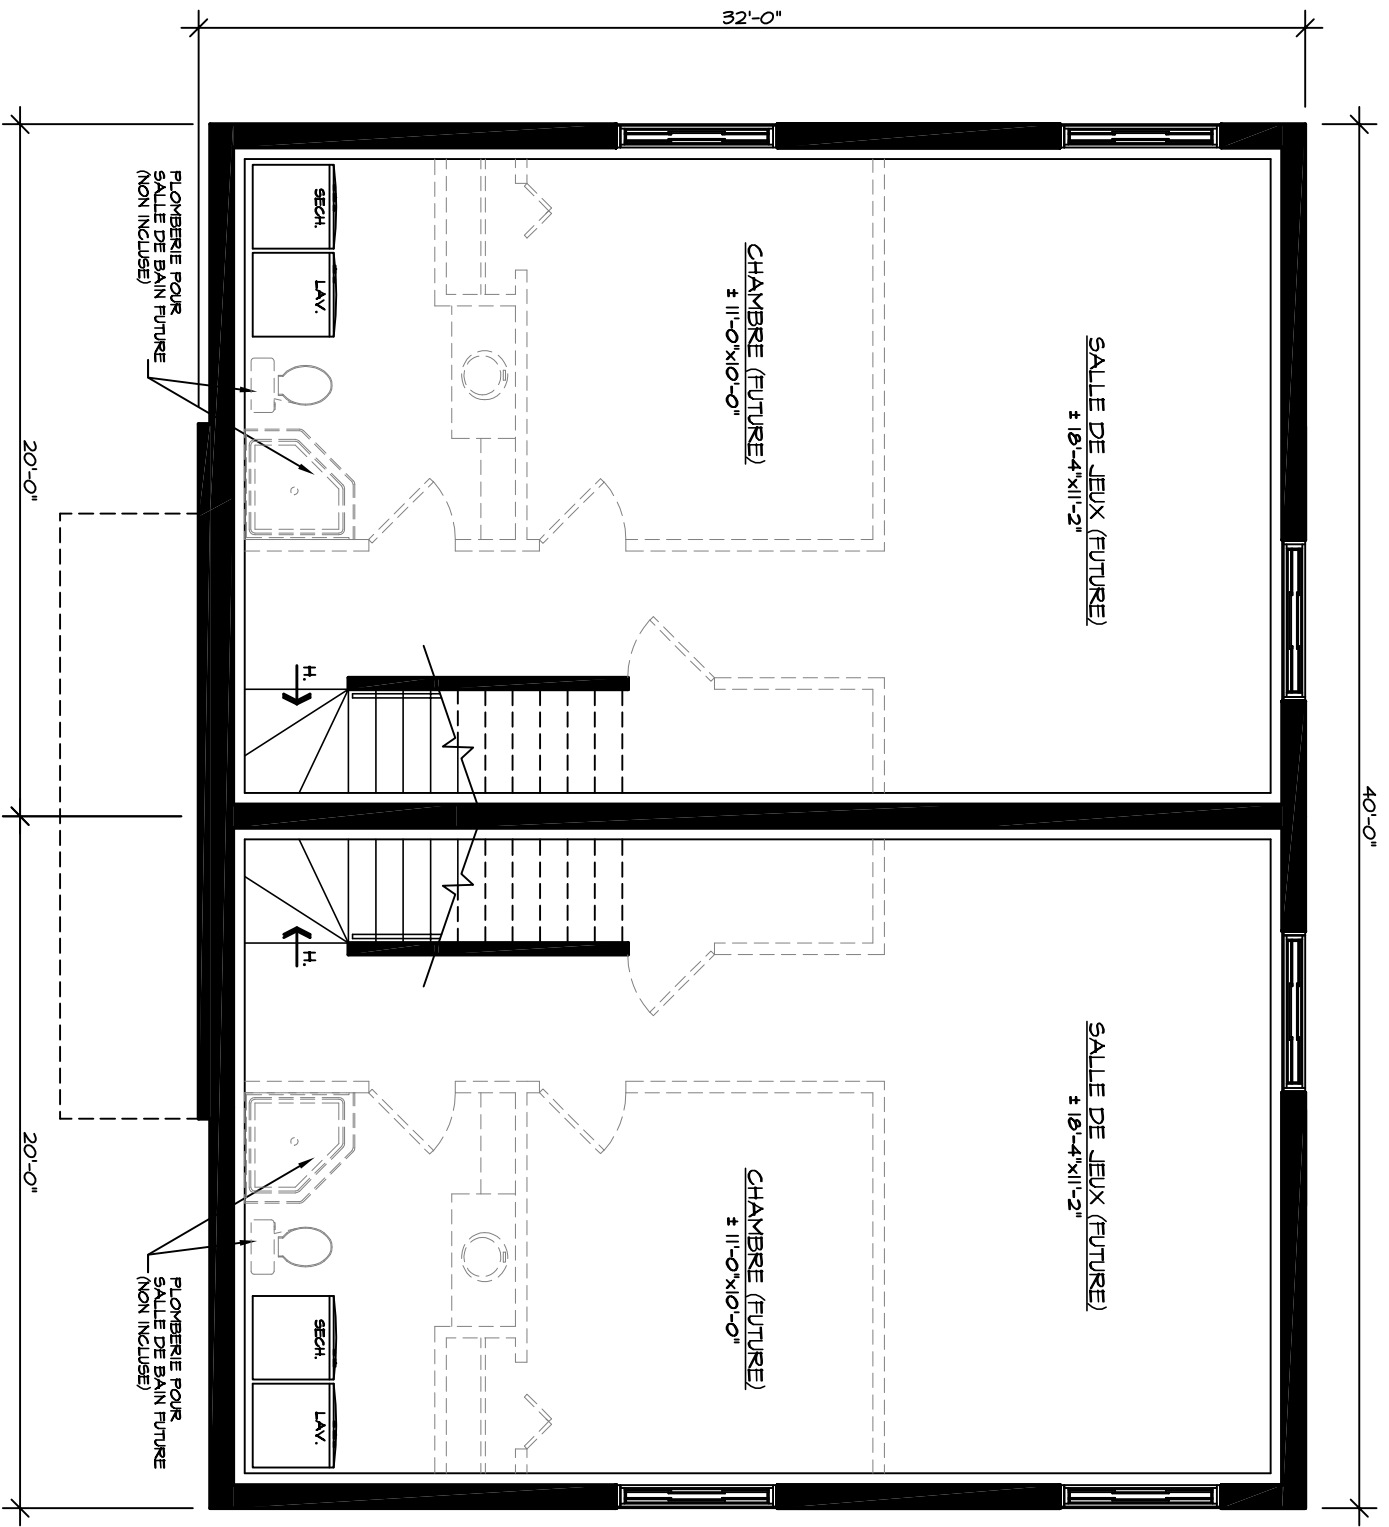 32'-0"
40'-0"
SALLE DE JEUX (FUTURE)
± 18'-4"x11'-2"
SALLE DE JEUX (FUTURE)
± 18'-4"x11'-2"
CHAMBRE (FUTURE)
± 11'-0"x10'-0"
CHAMBRE (FUTURE)
± 11'-0"x10'-0"
SECH.
LAV.
H.
H.
SECH.
LAV.
PLOMBERIE POUR
SALLE DE BAIN FUTURE
(NON INCLUSE)
PLOMBERIE POUR
SALLE DE BAIN FUTURE
(NON INCLUSE)
20'-0"
20'-0"